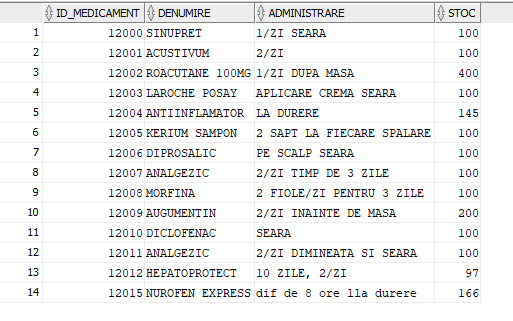 ID_MEDICAMENT DENUMIRE ADMINISTRARE STOC
1 12000 SINUPRET 1/ZI SEARA 100
2 12001 ACUSTIVUM 2/ZI 100
3 12002 ROACUTANE 100MG 1/ZI DUPA MASA 400
4 12003 LAROCHE POSAY APLICARE CREMA SEARA 100
5 12004 ANTIINFLAMATOR LA DURERE 145
6 12005 KERIUM SAMPON 2 SAPT LA FIECARE SPALARE 100
7 12006 DIPROSALIC PE SCALP SEARA 100
8 12007 ANALGEZIC 2/ZI TIMP DE 3 ZILE 100
9 12008 MORFINA 2 FIOLE/ZI PENTRU 3 ZILE 100
10 12009 AUGUMENTIN 2/ZI INAINTE DE MASA 200
11 12010 DICLOFENAC SEARA 100
12 12011 ANALGEZIC 2/ZI DIMINEATA SI SEARA 100
13 12012 HEPATOPROTECT 10 ZILE, 2/ZI 97
14 12015 NUROFEN EXPRESS dif de 8 ore lla durere 166